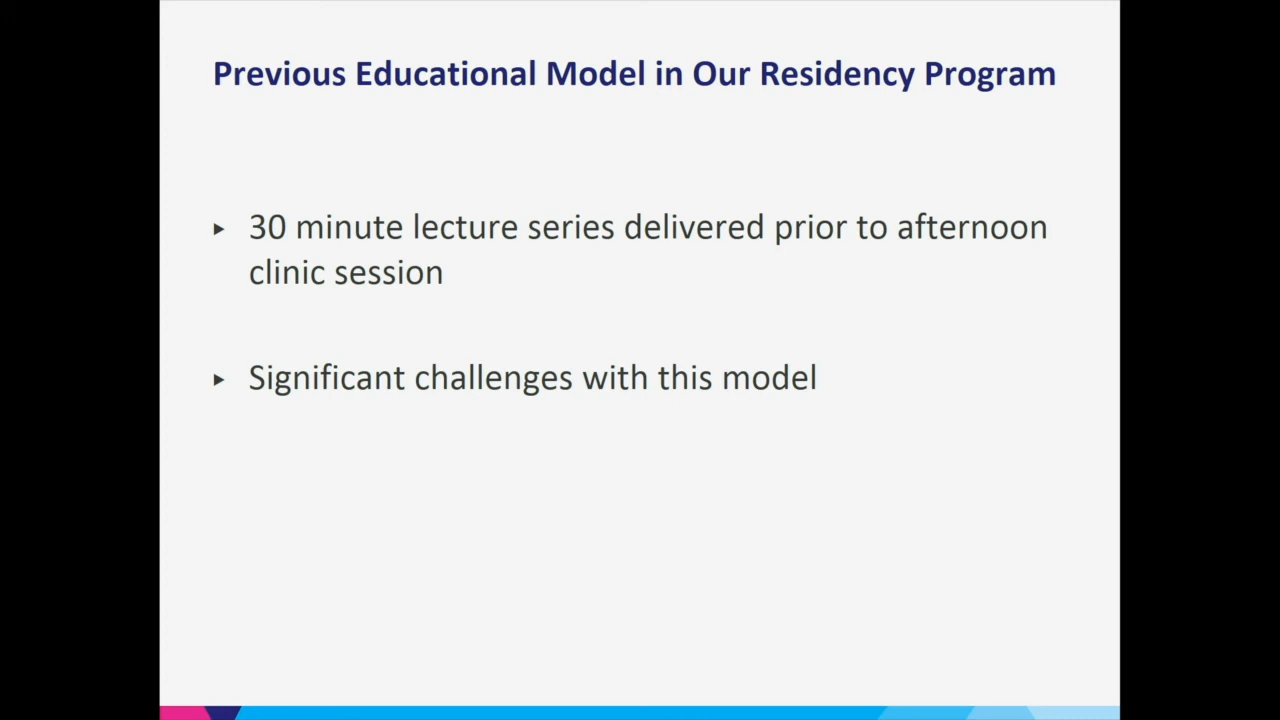 Previous Educational Model in Our Residency Program
▸ 30 minute lecture series delivered prior to afternoon
clinic session
▸ Significant challenges with this model